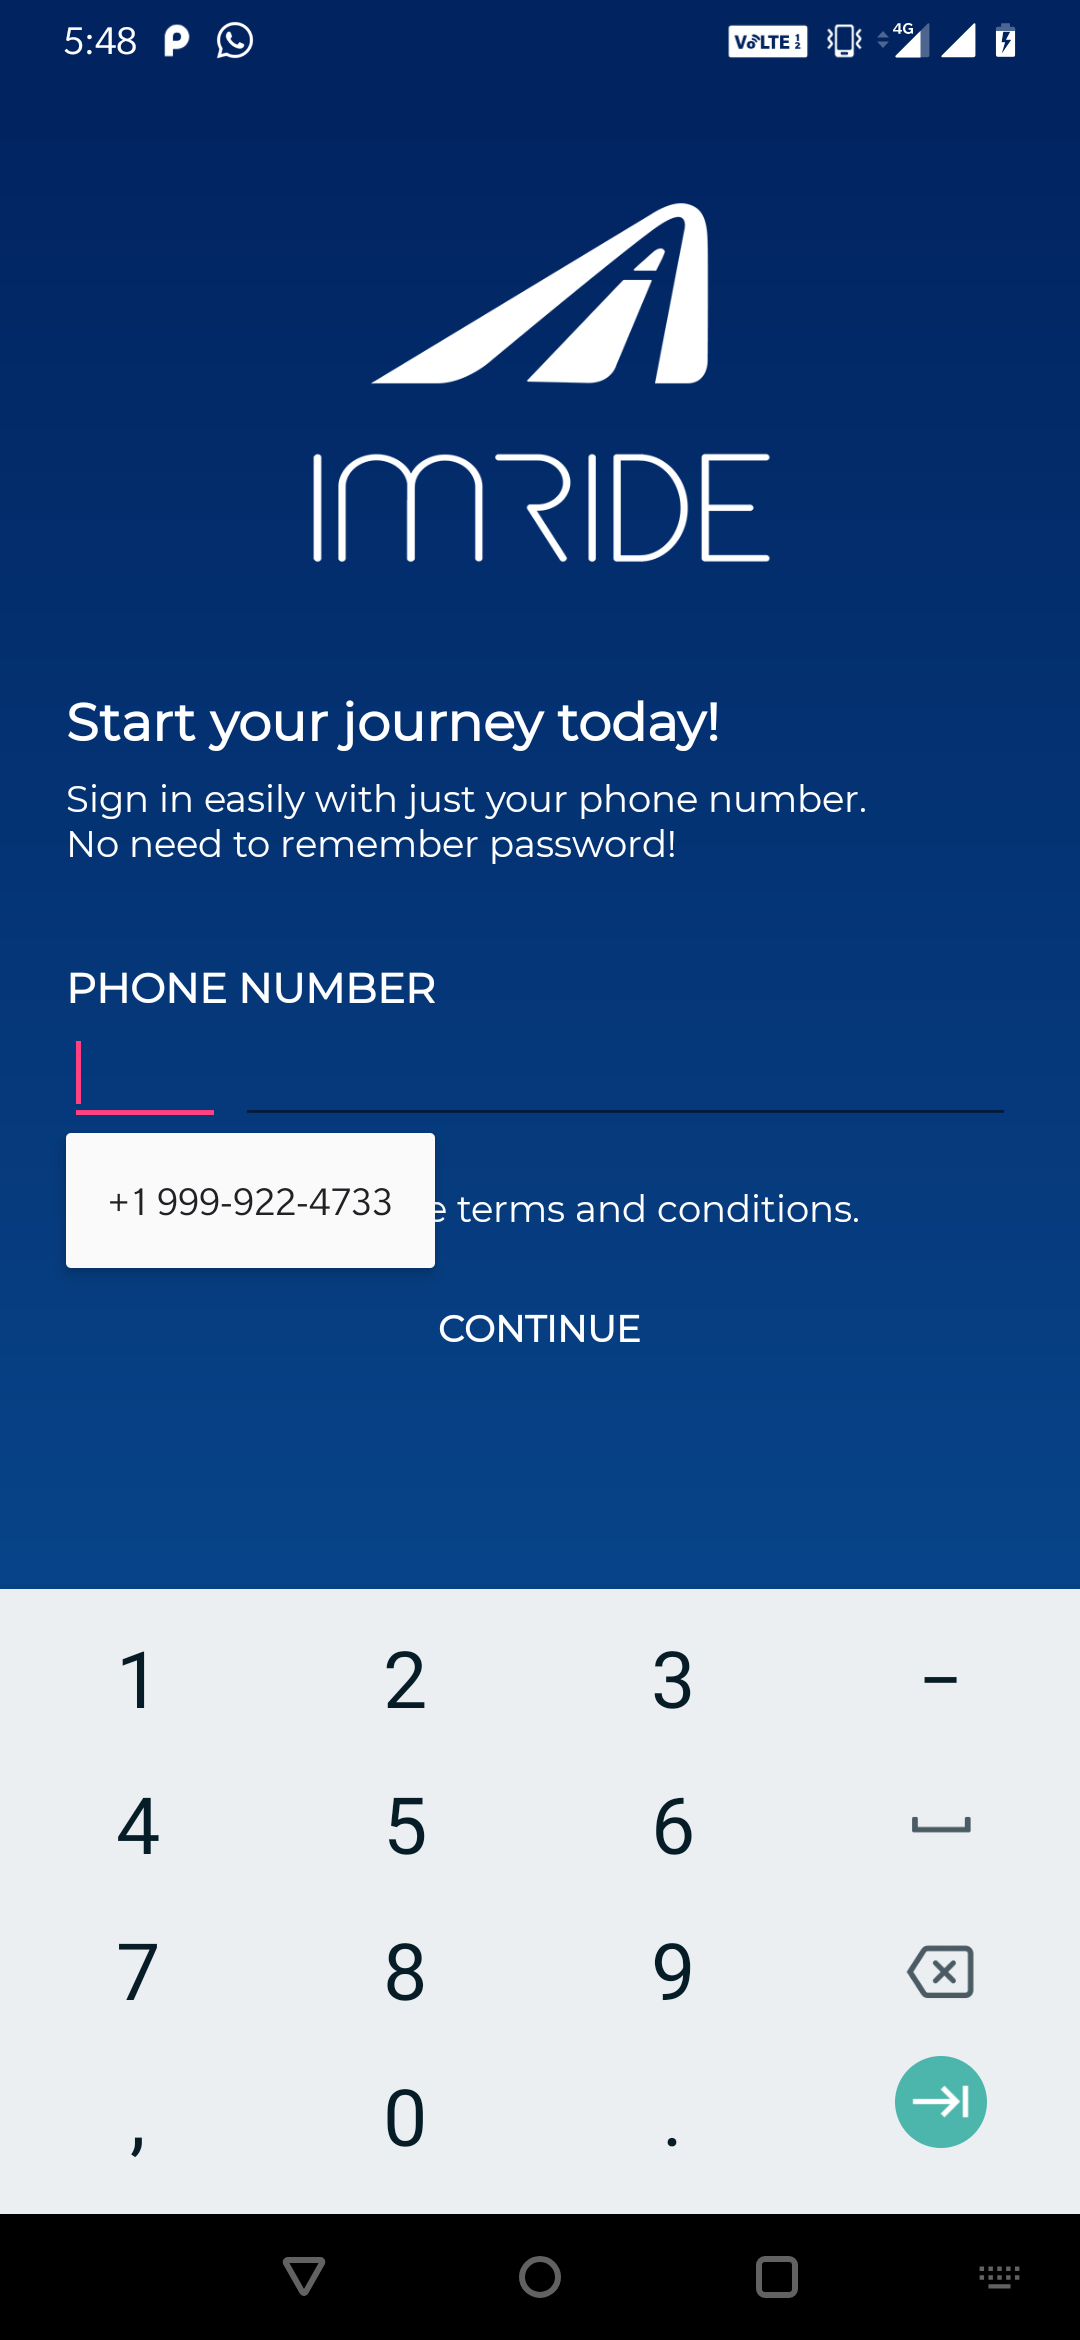 5:48
VoLTE 1 2
4G
IMRIDE
Start your journey today!
Sign in easily with just your phone number.
No need to remember password!
PHONE NUMBER
+1 999-922-4733
terms and conditions.
CONTINUE
1 2 3 –
4 5 6
7 8 9
, 0 .